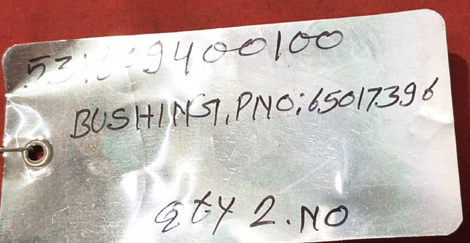 BUSHING, PNO; 65017396
qty 2. NO